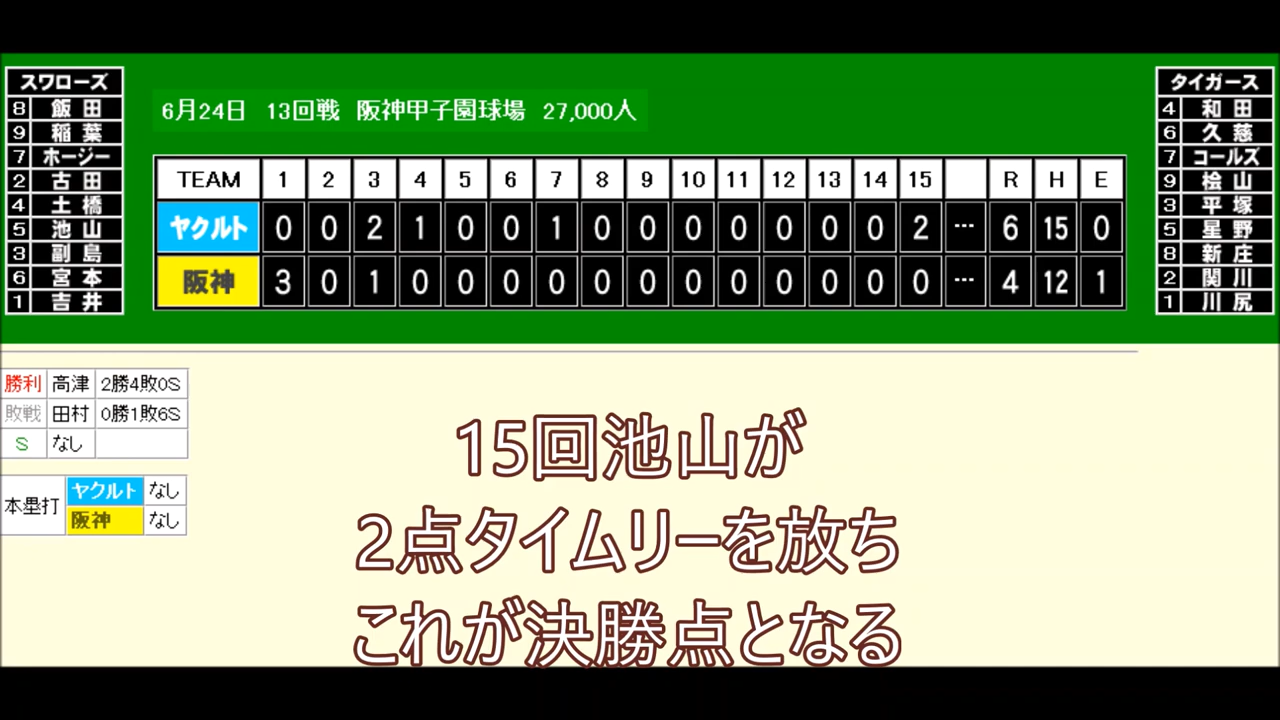 スワローズ
8 飯田
9 稲葉
7 ホージー
2 古田
4 土橋
5 池山
3 副島
6 宮本
1 吉井
6月24日 13回戦 阪神甲子園球場 27,000人
TEAM 1 2 3 4 5 6 7 8 9 10 11 12 13 14 15 R H E
ヤクルト 0 0 2 1 0 0 1 0 0 0 0 0 0 0 2 … 6 15 0
阪神 3 0 1 0 0 0 0 0 0 0 0 0 0 0 0 … 4 12 1
タイガース
4 和田
6 久慈
7 コールズ
9 桧山
3 平塚
5 星野
8 新庄
2 関川
1 川尻
勝利 高津 2勝4敗0S
敗戦 田村 0勝1敗6S
S なし
本塁打 ヤクルト なし
阪神 なし
15回池山が
2点タイムリーを放ち
これが決勝点となる